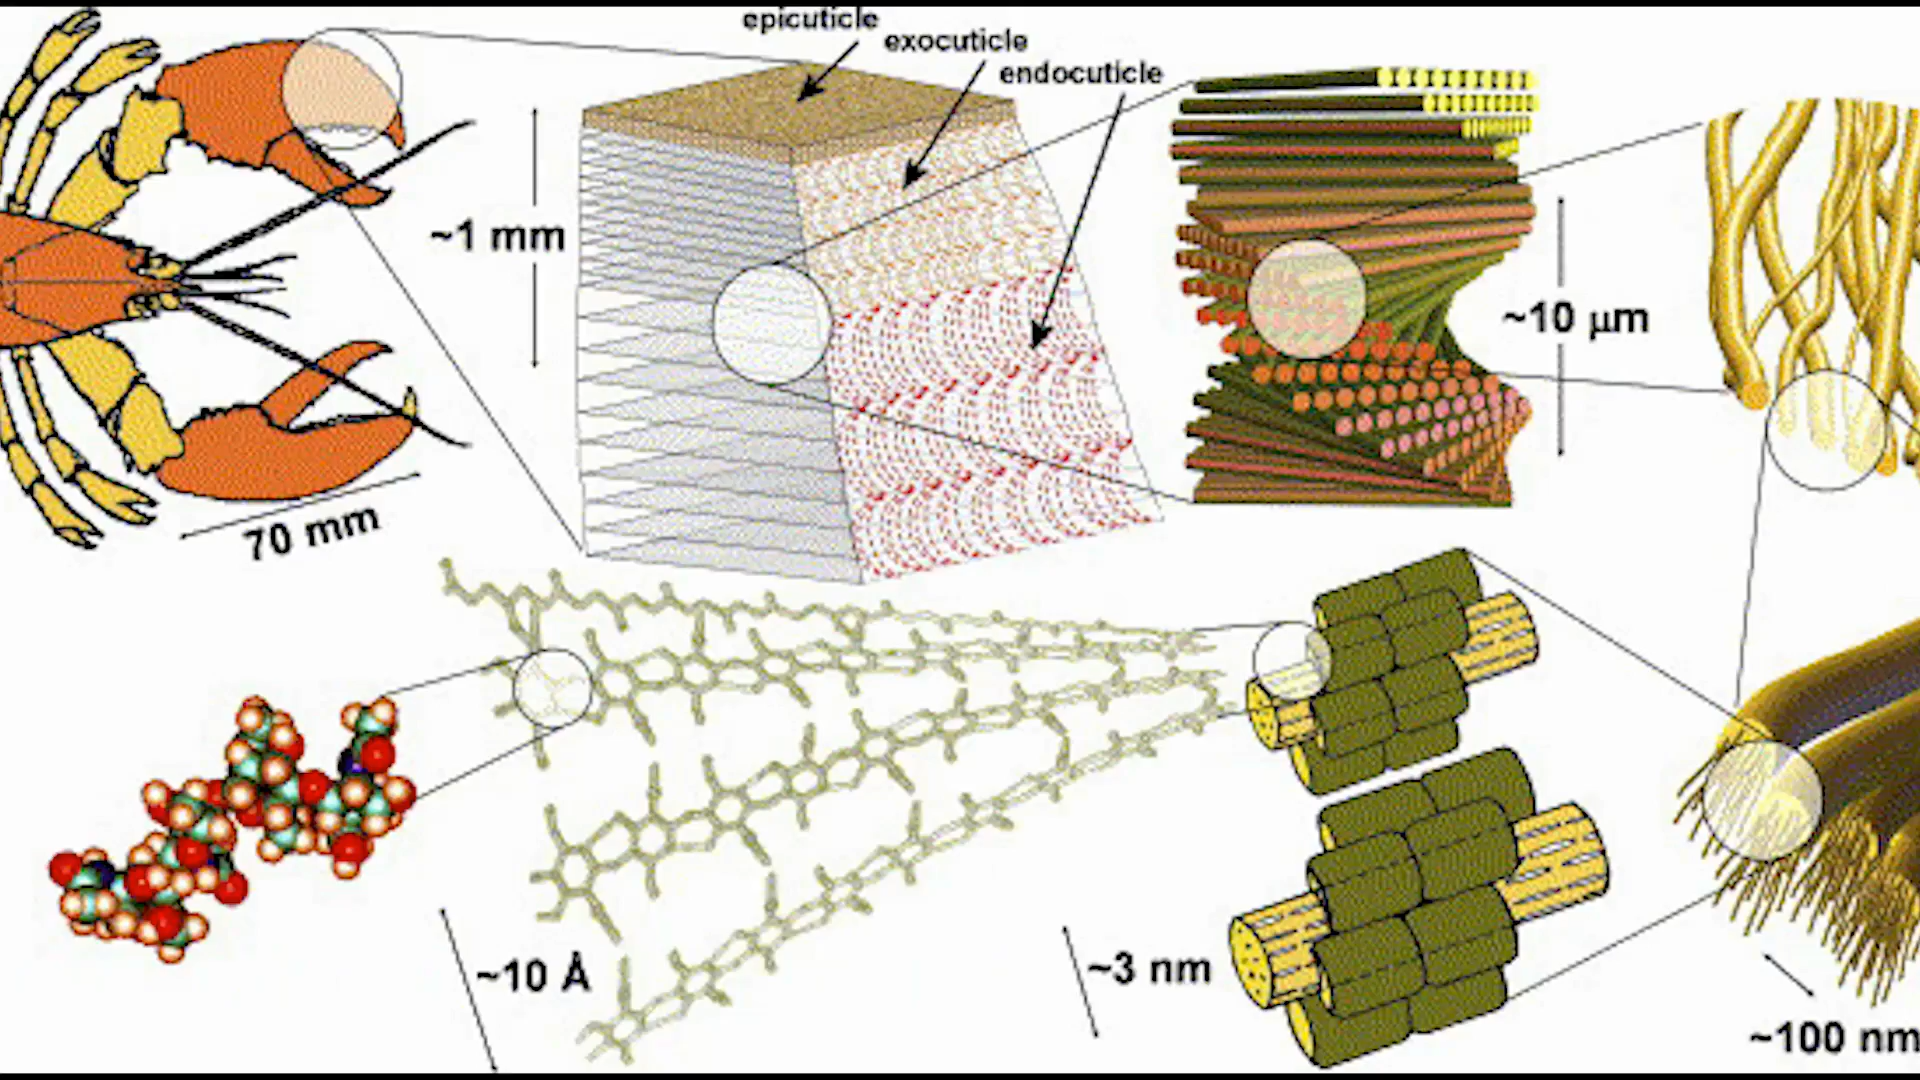 epicuticle
exocuticle
endocuticle
~1 mm
~10 µm
70 mm
~10 Å
~3 nm
~100 nm